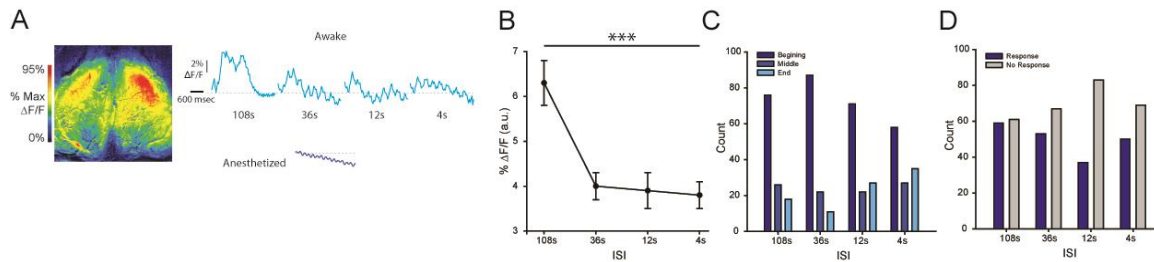 A
95%
% Max
ΔF/F
0%
2%
ΔF/F
600 msec
Awake
108s
36s
12s
4s
Anesthetized
B
***
% ΔF/F (a.u.)
7
6
5
4
3
108s
36s
12s
4s
ISI
C
Begining
Middle
End
Count
100
80
60
40
20
0
108s
36s
12s
4s
ISI
D
Response
No Response
Count
100
80
60
40
20
0
108s
36s
12s
4s
ISI